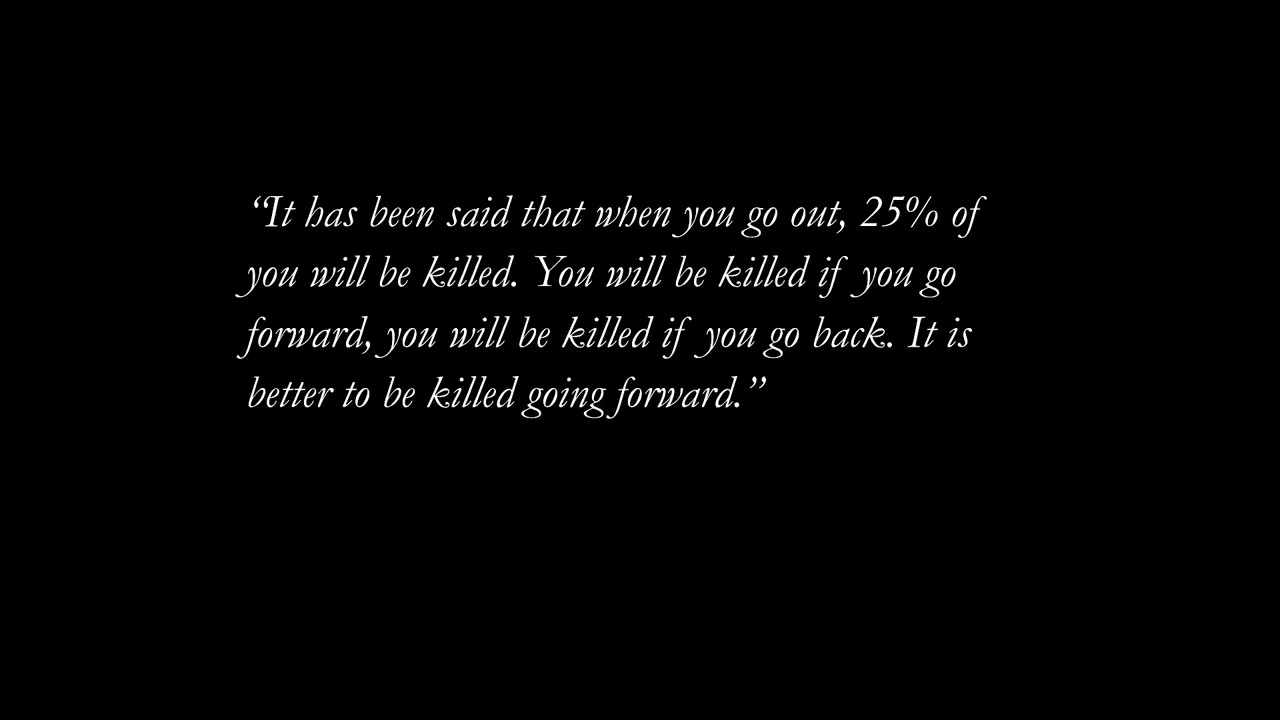 “It has been said that when you go out, 25% of
you will be killed. You will be killed if you go
forward, you will be killed if you go back. It is
better to be killed going forward.”